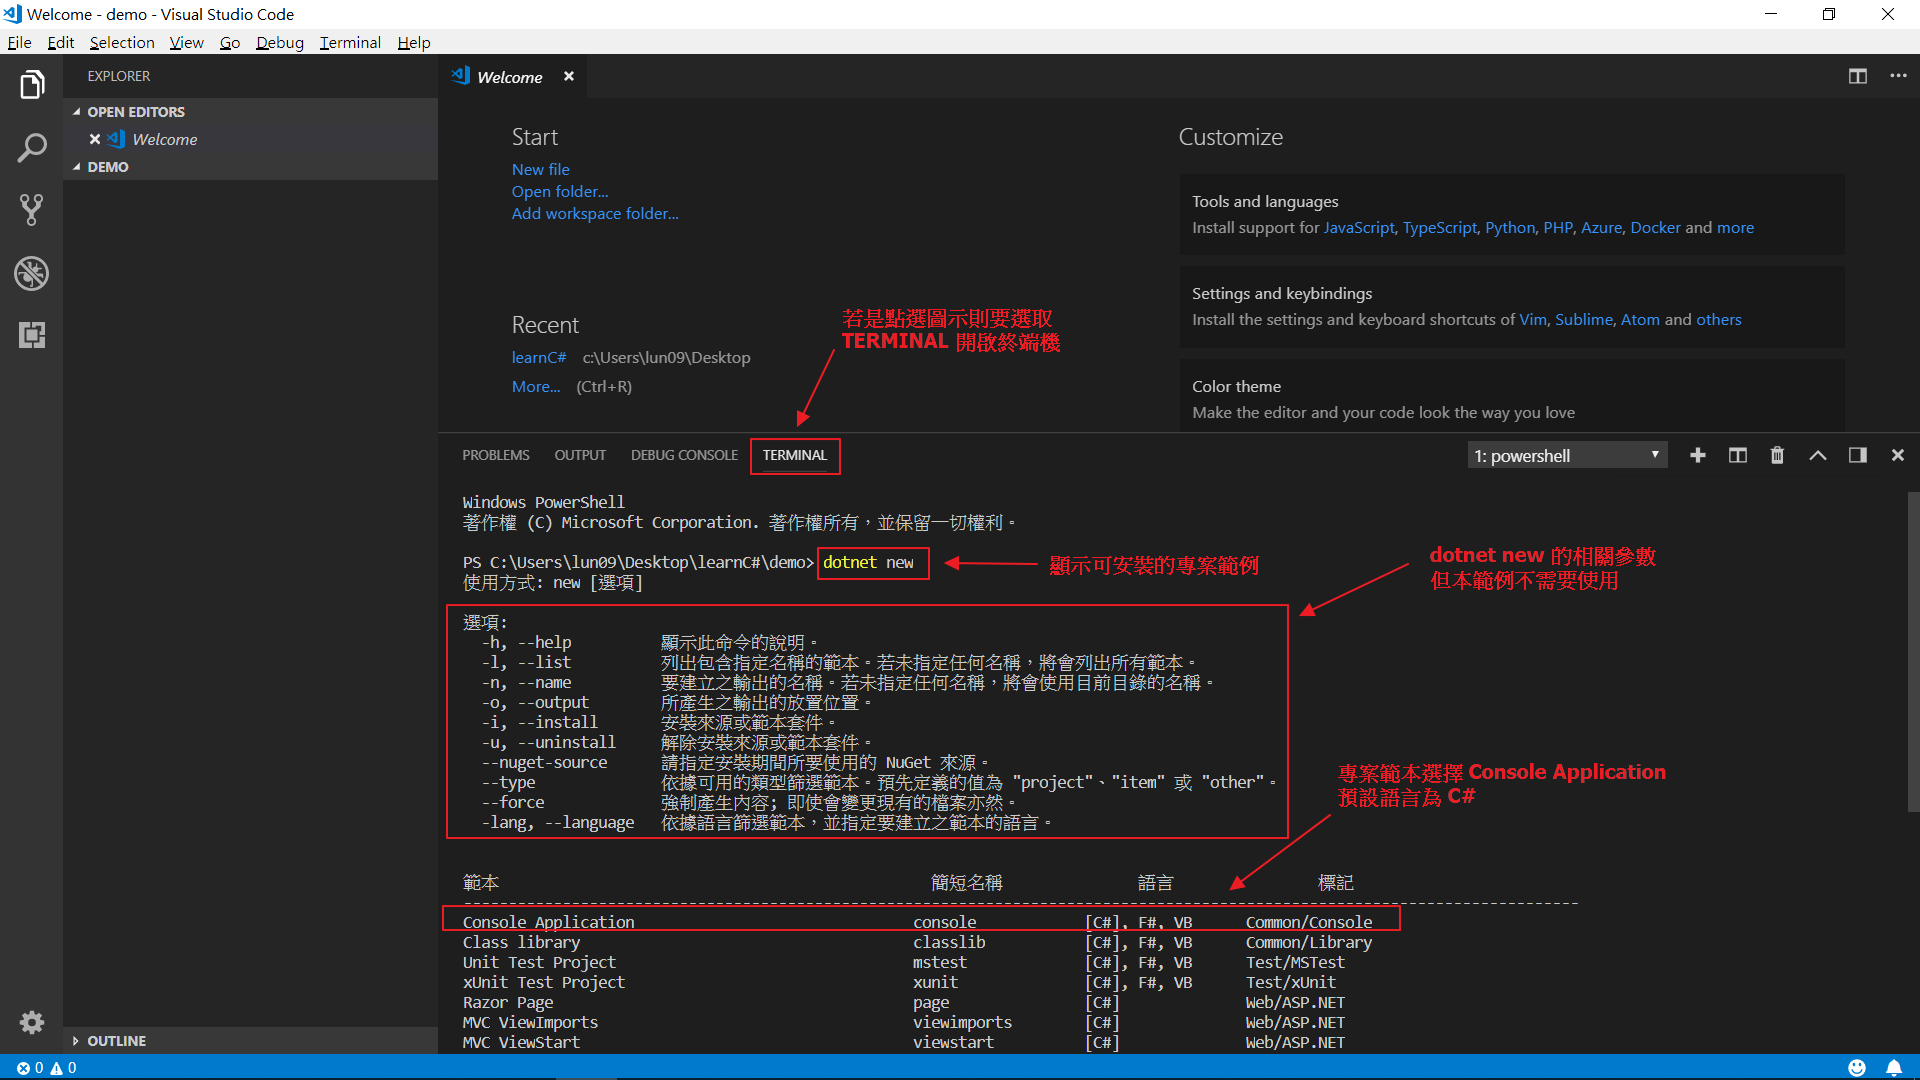 Welcome - demo - Visual Studio Code
File Edit Selection View Go Debug Terminal Help
EXPLORER
OPEN EDITORS
Welcome
DEMO
OUTLINE
Welcome
Start
New file
Open folder...
Add workspace folder...
Recent
learnC# c:\Users\lun09\Desktop
More... (Ctrl+R)
Customize
Tools and languages
Install support for JavaScript, TypeScript, Python, PHP, Azure, Docker and more
Settings and keybindings
Install the settings and keyboard shortcuts of Vim, Sublime, Atom and others
Color theme
Make the editor and your code look the way you love
若是點選圖示則要選取
TERMINAL 開啟終端機
PROBLEMS OUTPUT DEBUG CONSOLE TERMINAL
1: powershell
Windows PowerShell
著作權 (C) Microsoft Corporation. 著作權所有，並保留一切權利。
PS C:\Users\lun09\Desktop\learnC#\demo> dotnet new
顯示可安裝的專案範例
dotnet new 的相關參數
但本範例不需要使用
使用方式: new [選項]
選項:
-h, --help 顯示此命令的說明。
-l, --list 列出包含指定名稱的範本。若未指定任何名稱，將會列出所有範本。
-n, --name 要建立之輸出的名稱。若未指定任何名稱，將會使用目前目錄的名稱。
-o, --output 所產生之輸出的放置位置。
-i, --install 安裝來源或範本套件。
-u, --uninstall 解除安裝來源或範本套件。
--nuget-source 請指定安裝期間所要使用的 NuGet 來源。
--type 依據可用的類型篩選範本。預先定義的值為 "project"、"item" 或 "other"。
--force 強制產生內容; 即使會變更現有的檔案亦然。
-lang, --language 依據語言篩選範本，並指定要建立之範本的語言。
專案範本選擇 Console Application
預設語言為 C#
範本 簡短名稱 語言 標記
----------------------------------------------------------------------------------------------------------------------------
Console Application console [C#], F#, VB Common/Console
Class library classlib [C#], F#, VB Common/Library
Unit Test Project mstest [C#], F#, VB Test/MSTest
xUnit Test Project xunit [C#], F#, VB Test/xUnit
Razor Page page [C#] Web/ASP.NET
MVC ViewImports viewimports [C#] Web/ASP.NET
MVC ViewStart viewstart [C#] Web/ASP.NET
0 0